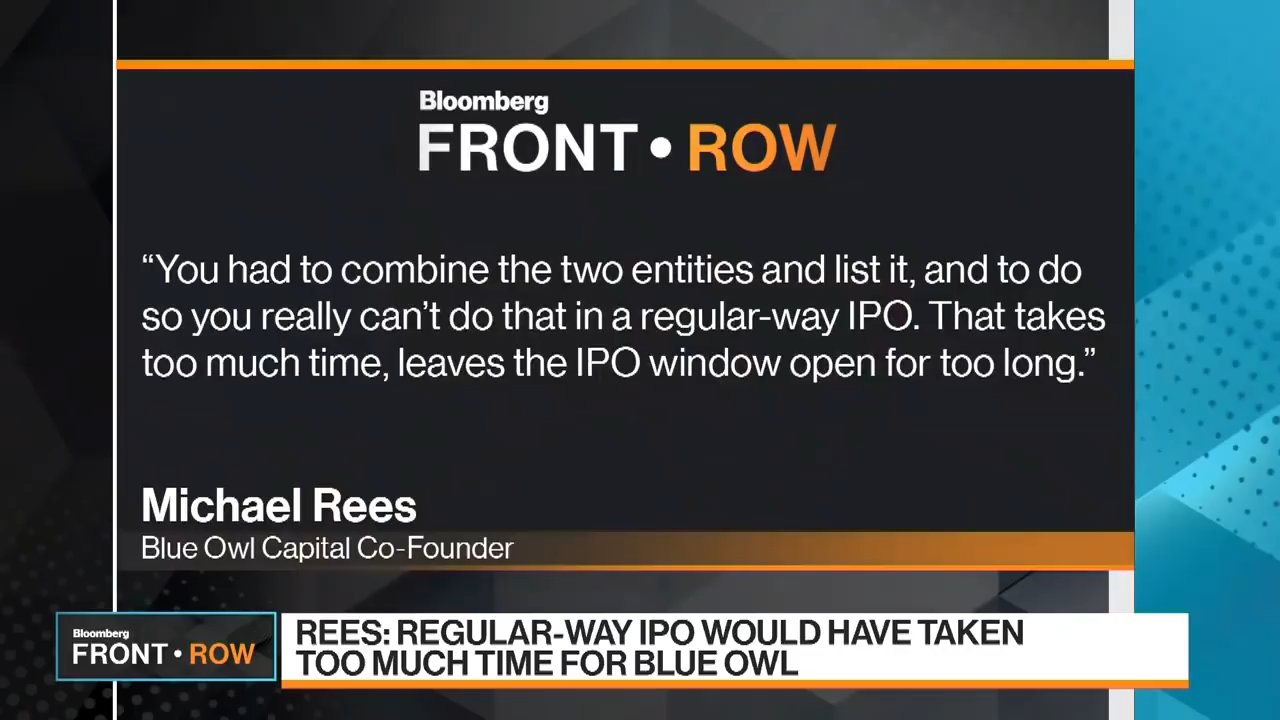 Bloomberg
FRONT • ROW
“You had to combine the two entities and list it, and to do
so you really can’t do that in a regular-way IPO. That takes
too much time, leaves the IPO window open for too long.”
Michael Rees
Blue Owl Capital Co-Founder
Bloomberg
FRONT • ROW
REES: REGULAR-WAY IPO WOULD HAVE TAKEN
TOO MUCH TIME FOR BLUE OWL